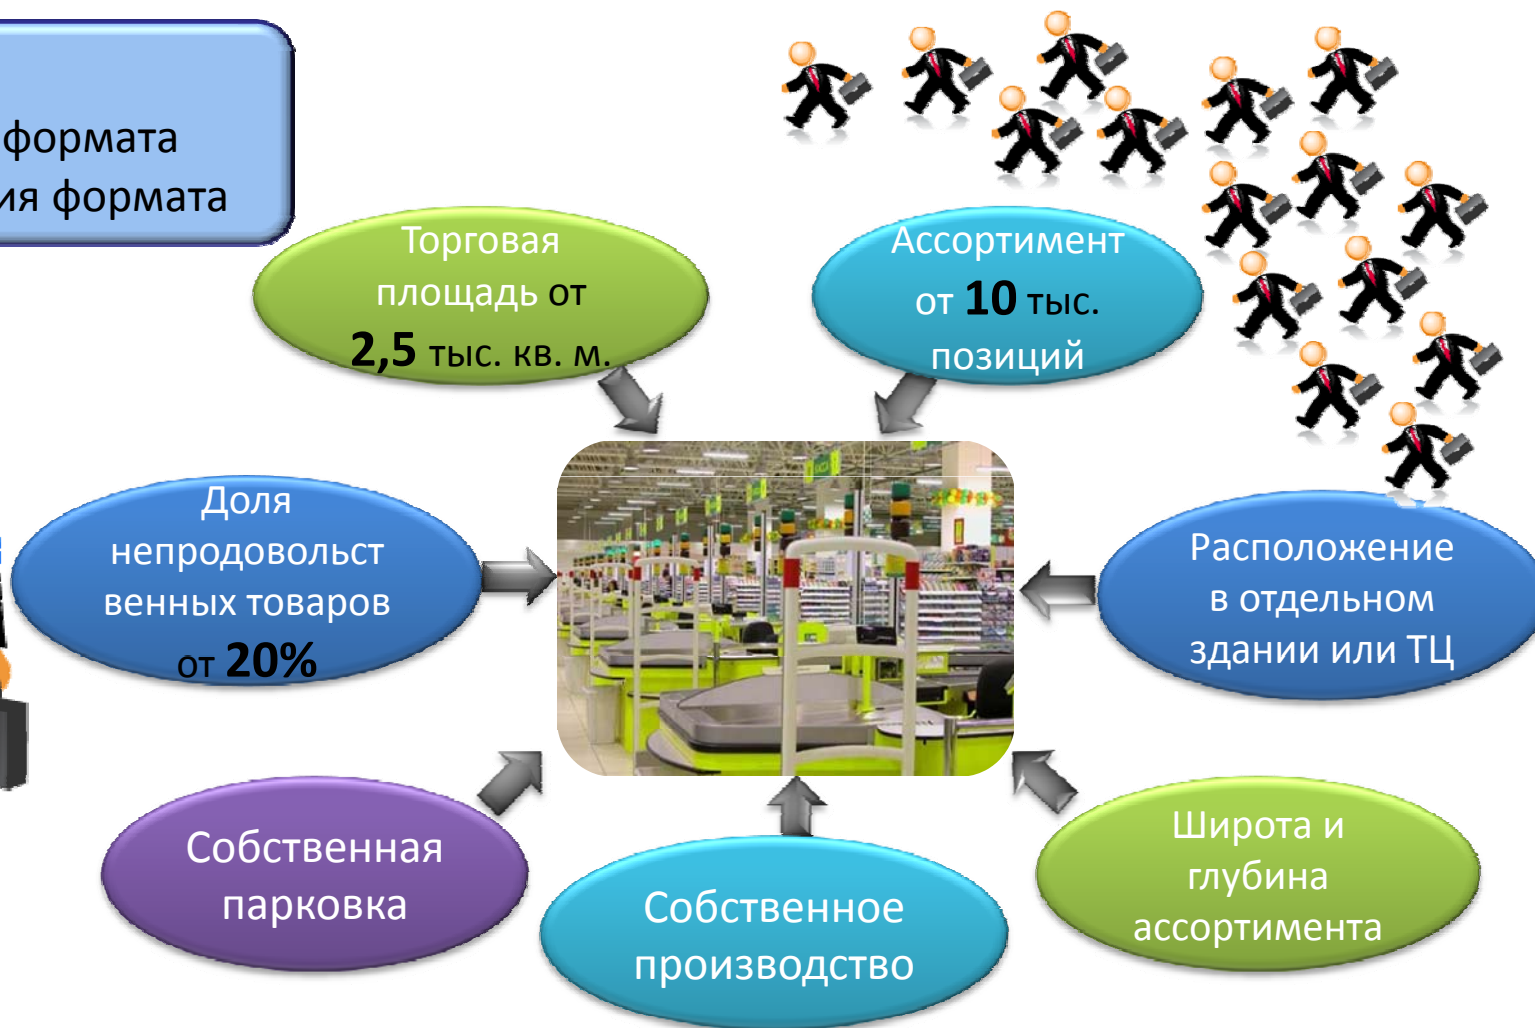 формата
ия формата
Торговая
площадь от
2,5 тыс. кв. м.
Ассортимент
от 10 тыс.
позиций
Доля
непродовольст
венных товаров
от 20%
Расположение
в отдельном
здании или ТЦ
Собственная
парковка
Собственное
производство
Широта и
глубина
ассортимента